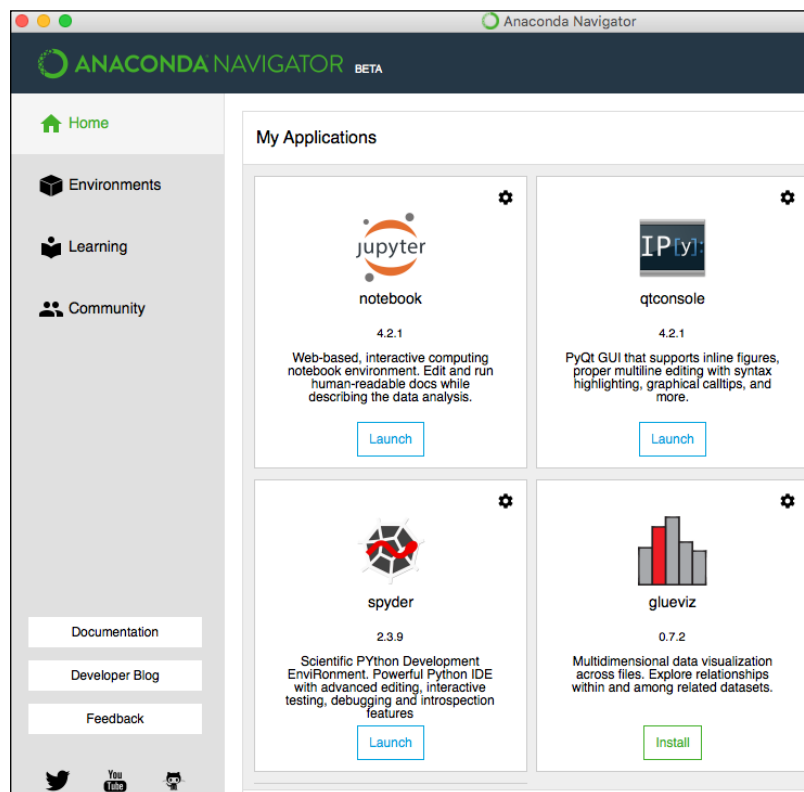 Anaconda Navigator
ANACONDA NAVIGATOR BETA
Home
Environments
Learning
Community
Documentation
Developer Blog
Feedback
You
Tube
My Applications
jupyter
notebook
4.2.1
Web-based, interactive computing
notebook environment. Edit and run
human-readable docs while
describing the data analysis.
Launch
IP[y]:
qtconsole
4.2.1
PyQt GUI that supports inline figures,
proper multiline editing with syntax
highlighting, graphical calltips, and
more.
Launch
spyder
2.3.9
Scientific PYthon Development
EnviRonment. Powerful Python IDE
with advanced editing, interactive
testing, debugging and introspection
features
Launch
glueviz
0.7.2
Multidimensional data visualization
across files. Explore relationships
within and among related datasets.
Install